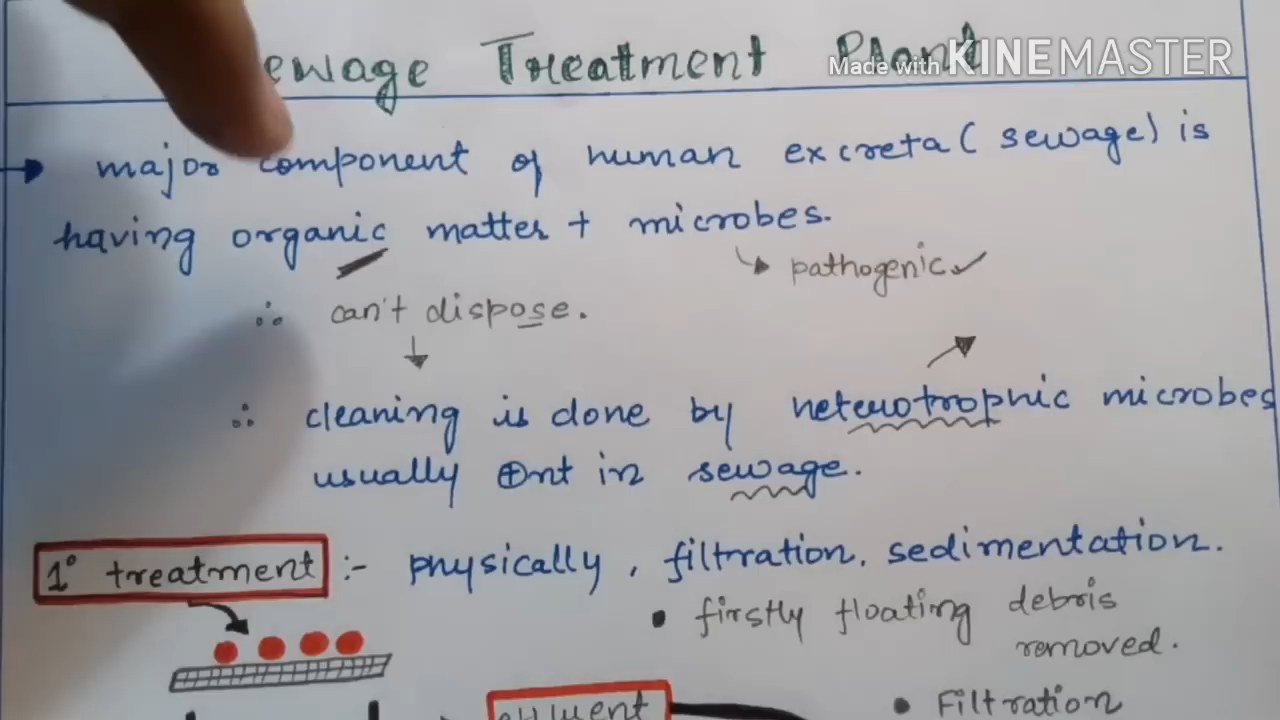 ewage Treatment Plant
Made with KINEMASTER
major component of human excreta ( sewage) is
having organic matter + microbes.
pathogenic ✓
∴ can't dispose.
∴ cleaning is done by heterotrophic microbes
usually ⊕nt in sewage.
1° treatment :- physically, filtration, sedimentation.
• firstly floating debris
removed.
• Filtration